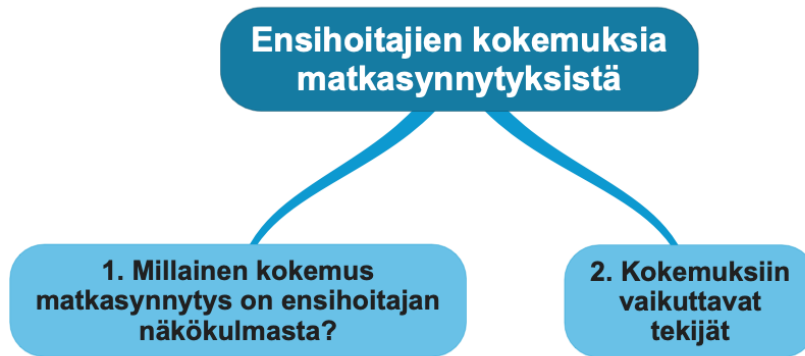 Ensihoitajien kokemuksia
matkasynnytyksistä
1. Millainen kokemus
matkasynnytys on ensihoitajan
näkökulmasta?
2. Kokemuksiin
vaikuttavat
tekijät